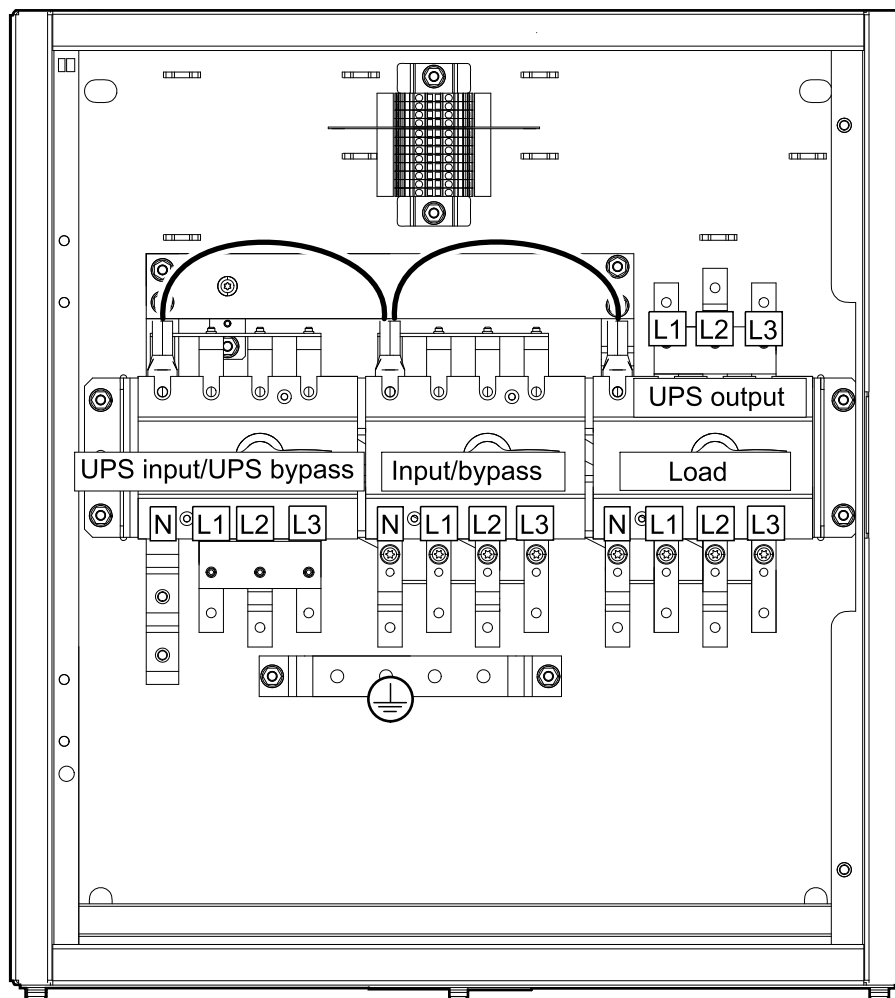 L1 L2 L3
UPS output
UPS input/UPS bypass Input/bypass Load
N L1 L2 L3 N L1 L2 L3 N L1 L2 L3